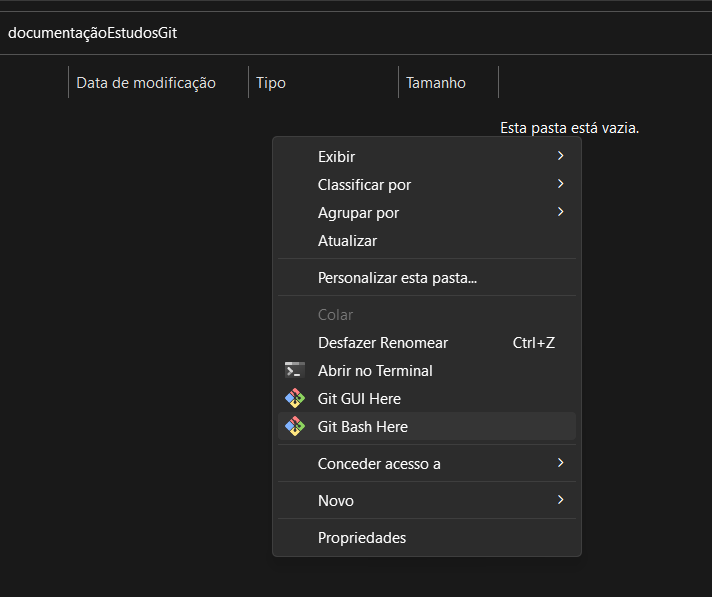 documentaçãoEstudosGit
Data de modificação Tipo Tamanho
Esta pasta está vazia.
Exibir
Classificar por
Agrupar por
Atualizar
Personalizar esta pasta...
Colar
Desfazer Renomear Ctrl+Z
Abrir no Terminal
Git GUI Here
Git Bash Here
Conceder acesso a
Novo
Propriedades